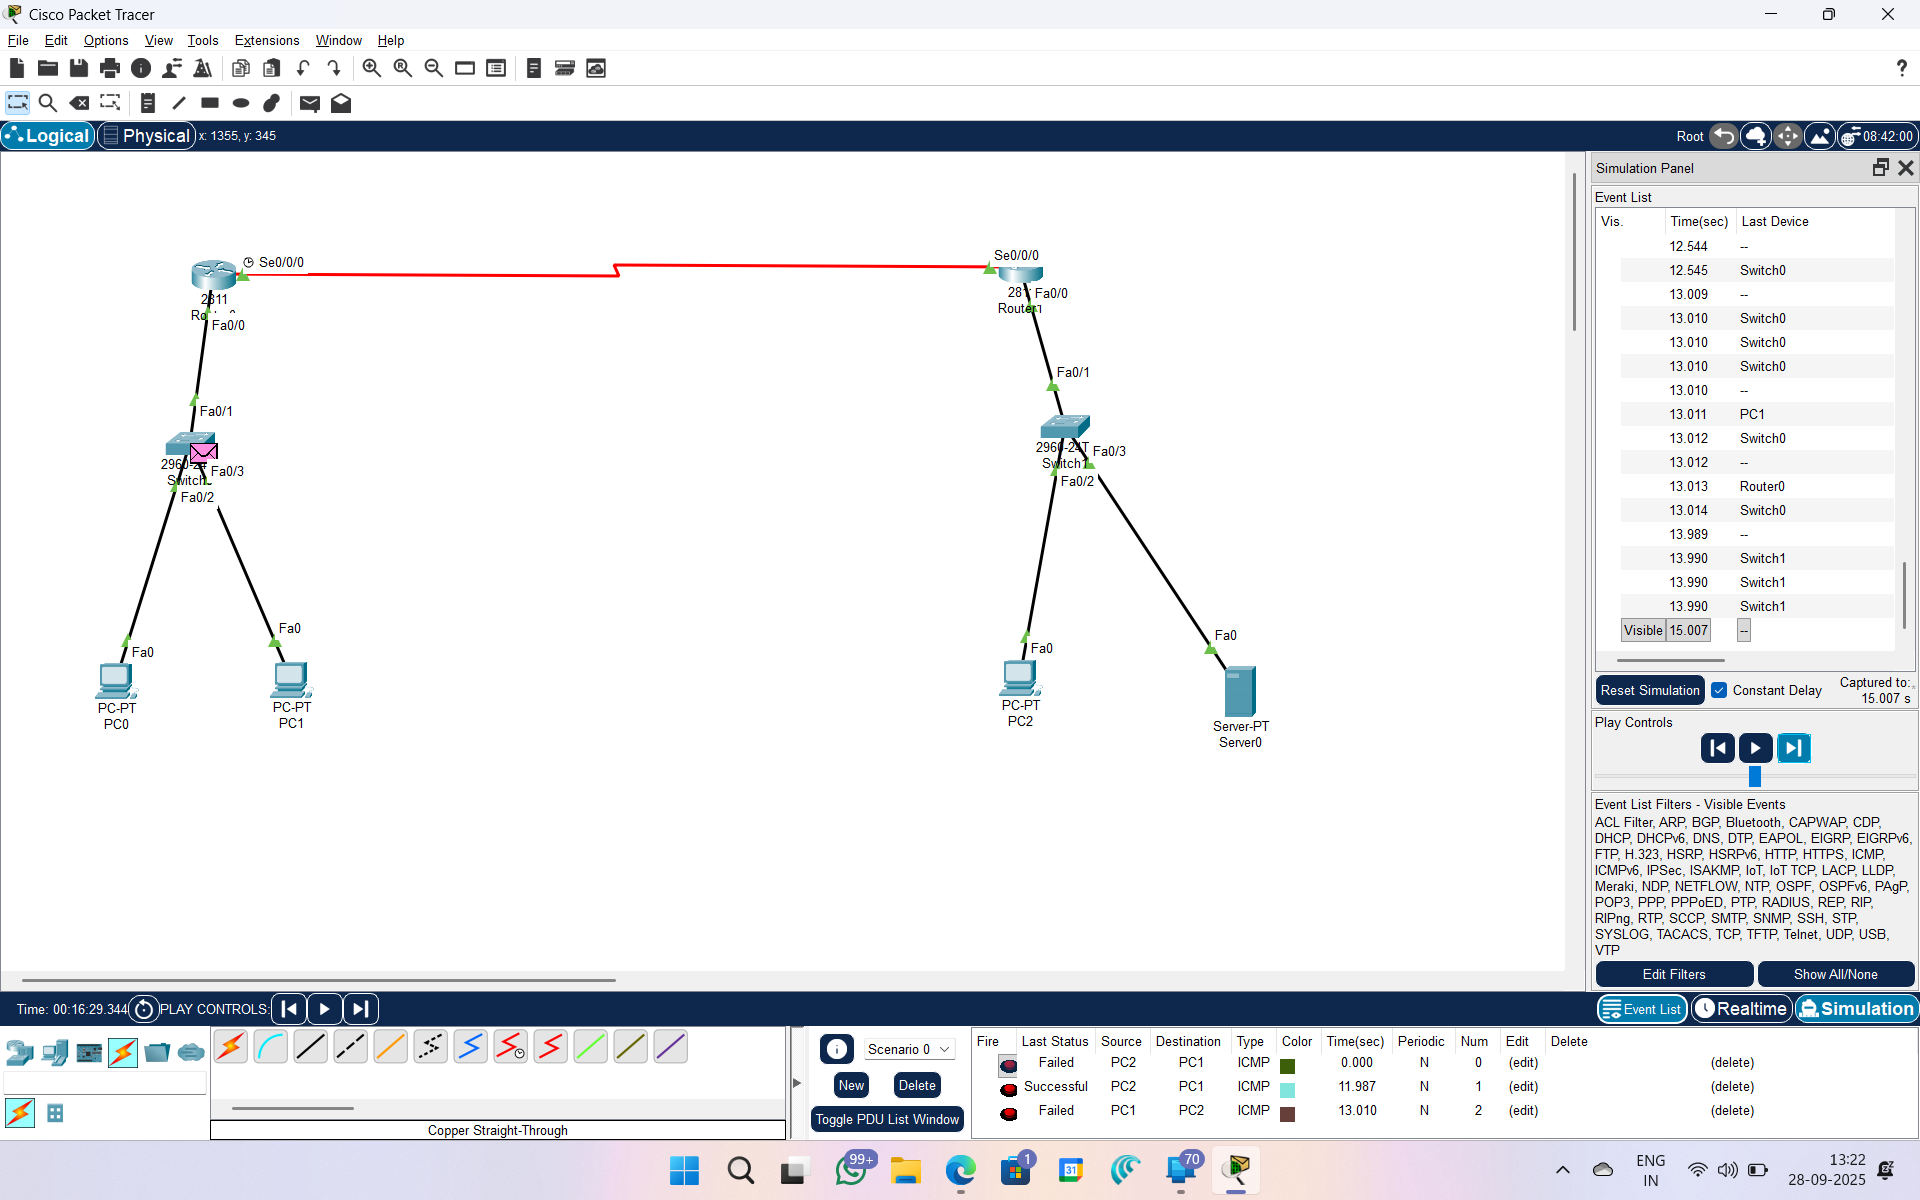 Cisco Packet Tracer
File Edit Options View Tools Extensions Window Help
?
Logical Physical x: 1355, y: 345
Root 08:42:00
Se0/0/0
2811
Fa0/0
Fa0/1
Fa0/3
Fa0/2
Fa0
PC-PT
PC0
Fa0
PC-PT
PC1
Se0/0/0
Fa0/0
Router1
Fa0/1
2960-24T
Fa0/3
Switch1
Fa0/2
Fa0
PC-PT
PC2
Fa0
Server-PT
Server0
Simulation Panel
Event List
Vis. Time(sec) Last Device
12.544 --
12.545 Switch0
13.009 --
13.010 Switch0
13.010 Switch0
13.010 Switch0
13.010 --
13.011 PC1
13.012 Switch0
13.012 --
13.013 Router0
13.014 Switch0
13.989 --
13.990 Switch1
13.990 Switch1
13.990 Switch1
Visible 15.007 --
Reset Simulation Constant Delay Captured to:
15.007 s
Play Controls
Event List Filters - Visible Events
ACL Filter, ARP, BGP, Bluetooth, CAPWAP, CDP,
DHCP, DHCPv6, DNS, DTP, EAPOL, EIGRP, EIGRPv6,
FTP, H.323, HSRP, HSRPv6, HTTP, HTTPS, ICMP,
ICMPv6, IPSec, ISAKMP, IoT, IoT TCP, LACP, LLDP,
Meraki, NDP, NETFLOW, NTP, OSPF, OSPFv6, PAgP,
POP3, PPP, PPPoED, PTP, RADIUS, REP, RIP,
RIPng, RTP, SCCP, SMTP, SNMP, SSH, STP,
SYSLOG, TACACS, TCP, TFTP, Telnet, UDP, USB,
VTP
Edit Filters Show All/None
Time: 00:16:29.344 PLAY CONTROLS:
Event List Realtime Simulation
Copper Straight-Through
Scenario 0
New Delete
Toggle PDU List Window
Fire Last Status Source Destination Type Color Time(sec) Periodic Num Edit Delete
Failed PC2 PC1 ICMP 0.000 N 0 (edit) (delete)
Successful PC2 PC1 ICMP 11.987 N 1 (edit) (delete)
Failed PC1 PC2 ICMP 13.010 N 2 (edit) (delete)
99+
1
31
70
ENG
IN
13:22
28-09-2025